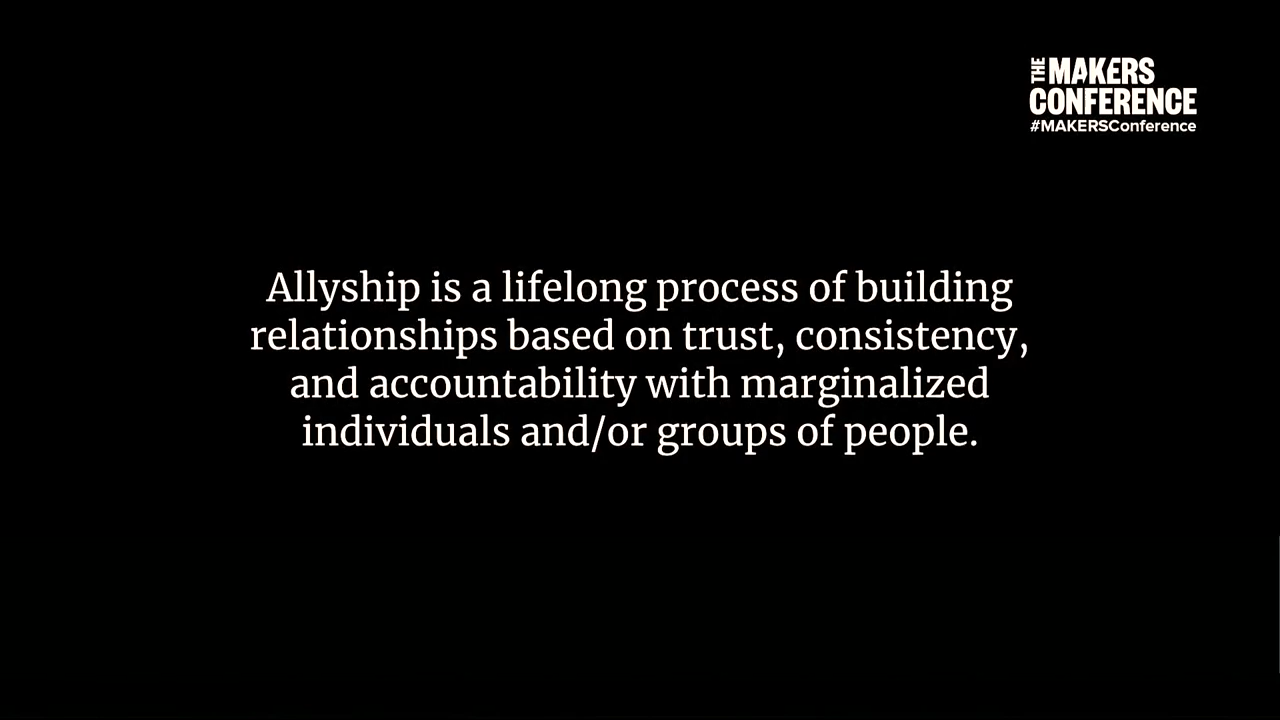 THE MAKERS
CONFERENCE
#MAKERSConference
Allyship is a lifelong process of building
relationships based on trust, consistency,
and accountability with marginalized
individuals and/or groups of people.